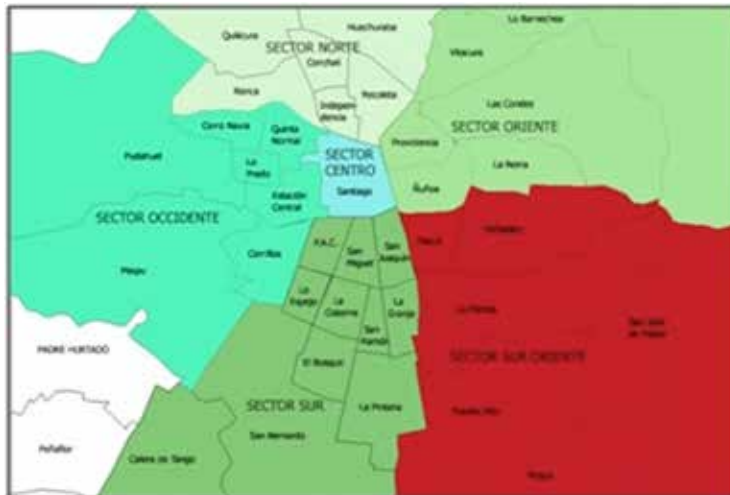 Lo Barnechea
Huechuraba
Quilicura
SECTOR NORTE
Conchalí
Vitacura
Renca
Recoleta
Indepen-
dencia
Las Condes
SECTOR ORIENTE
Cerro Navia
Quinta
Normal
Providencia
Pudahuel
SECTOR
CENTRO
La Reina
Lo
Prado
Santiago
Ñuñoa
Estación
Central
SECTOR OCCIDENTE
P.A.C.
San
Miguel
San
Joaquín
Macul
Peñalolén
Cerrillos
Maipú
Lo
Espejo
La
Cisterna
La
Granja
La Florida
San José
de Maipo
San
Ramón
PADRE HURTADO
El Bosque
SECTOR SUR ORIENTE
SECTOR SUR
La Pintana
Puente Alto
San Bernardo
Peñaflor
Calera de Tango
Pirque